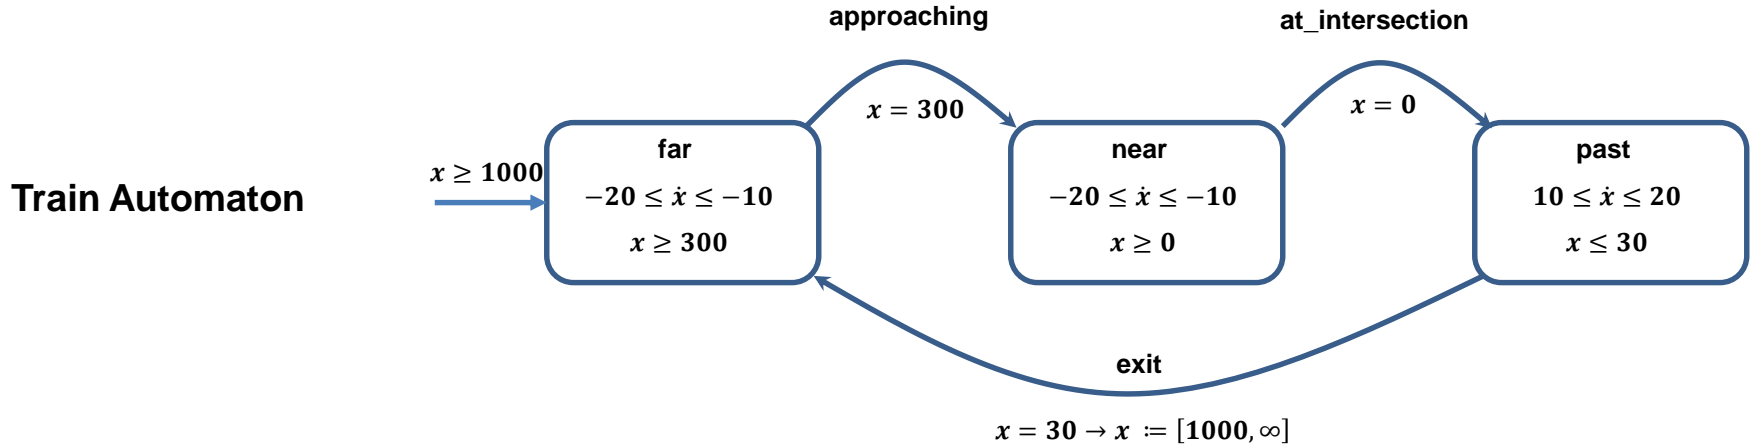 approaching
at_intersection
x = 300
x = 0
Train Automaton
x ≥ 1000
far
−20 ≤ ẋ ≤ −10
x ≥ 300
near
−20 ≤ ẋ ≤ −10
x ≥ 0
past
10 ≤ ẋ ≤ 20
x ≤ 30
exit
x = 30 → x ≔ [1000, ∞]